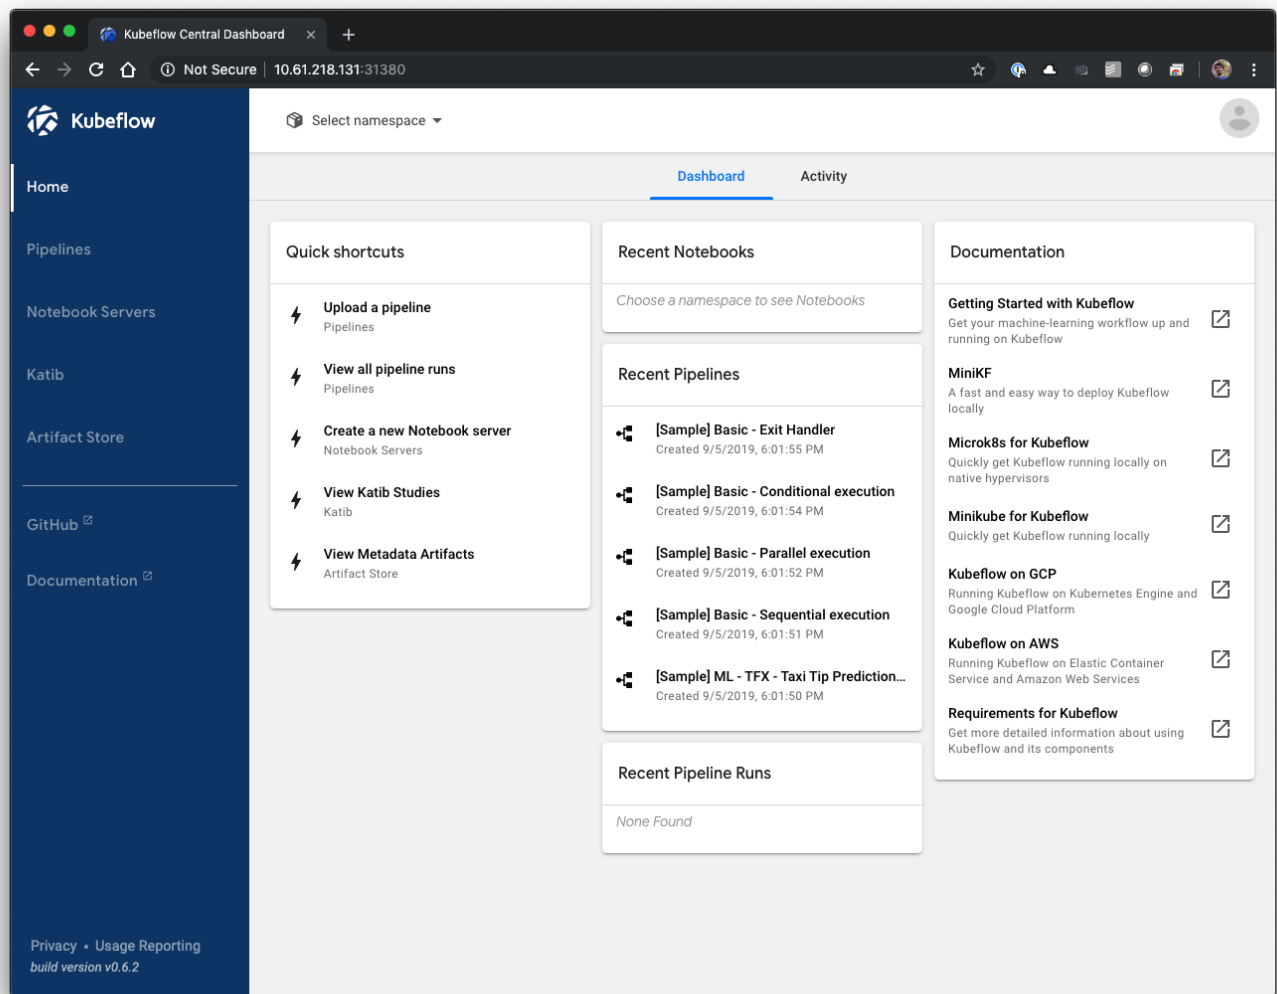 Kubeflow Central Dashboard
Not Secure
10.61.218.131:31380
Kubeflow
Select namespace
Home
Pipelines
Notebook Servers
Katib
Artifact Store
GitHub
Documentation
Privacy • Usage Reporting
build version v0.6.2
Dashboard
Activity
Quick shortcuts
Upload a pipeline
Pipelines
View all pipeline runs
Pipelines
Create a new Notebook server
Notebook Servers
View Katib Studies
Katib
View Metadata Artifacts
Artifact Store
Recent Notebooks
Choose a namespace to see Notebooks
Recent Pipelines
[Sample] Basic - Exit Handler
Created 9/5/2019, 6:01:55 PM
[Sample] Basic - Conditional execution
Created 9/5/2019, 6:01:54 PM
[Sample] Basic - Parallel execution
Created 9/5/2019, 6:01:52 PM
[Sample] Basic - Sequential execution
Created 9/5/2019, 6:01:51 PM
[Sample] ML - TFX - Taxi Tip Prediction...
Created 9/5/2019, 6:01:50 PM
Recent Pipeline Runs
None Found
Documentation
Getting Started with Kubeflow
Get your machine-learning workflow up and
running on Kubeflow
MiniKF
A fast and easy way to deploy Kubeflow
locally
Microk8s for Kubeflow
Quickly get Kubeflow running locally on
native hypervisors
Minikube for Kubeflow
Quickly get Kubeflow running locally
Kubeflow on GCP
Running Kubeflow on Kubernetes Engine and
Google Cloud Platform
Kubeflow on AWS
Running Kubeflow on Elastic Container
Service and Amazon Web Services
Requirements for Kubeflow
Get more detailed information about using
Kubeflow and its components